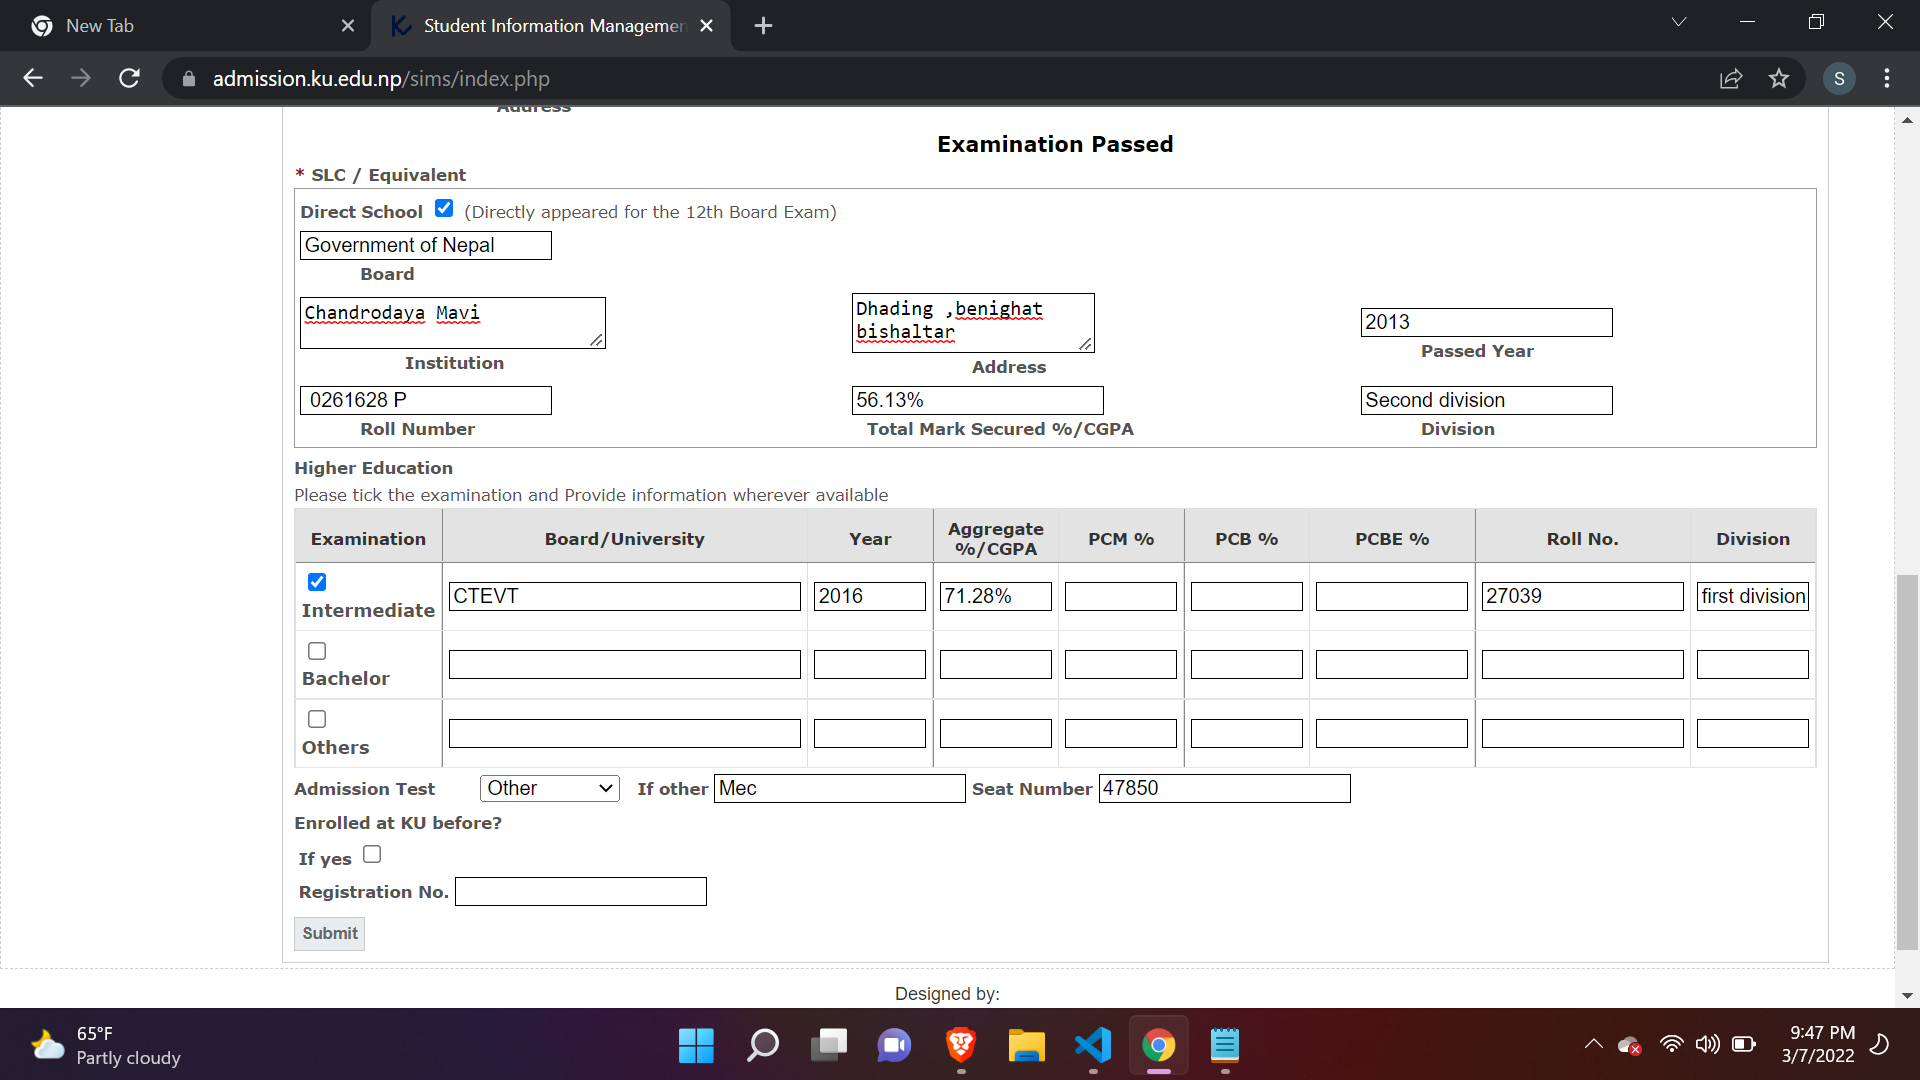 New Tab
Student Information Managemen
admission.ku.edu.np/sims/index.php
S
Address
Examination Passed
* SLC / Equivalent
Direct School (Directly appeared for the 12th Board Exam)
Government of Nepal
Board
Chandrodaya Mavi
Institution
Dhading ,benighat
bishaltar
Address
2013
Passed Year
0261628 P
Roll Number
56.13%
Total Mark Secured %/CGPA
Second division
Division
Higher Education
Please tick the examination and Provide information wherever available
Examination Board/University Year Aggregate %/CGPA PCM % PCB % PCBE % Roll No. Division
Intermediate CTEVT 2016 71.28% 27039 first division
Bachelor
Others
Admission Test Other If other Mec Seat Number 47850
Enrolled at KU before?
If yes
Registration No.
Submit
Designed by:
65°F
Partly cloudy
9:47 PM
3/7/2022